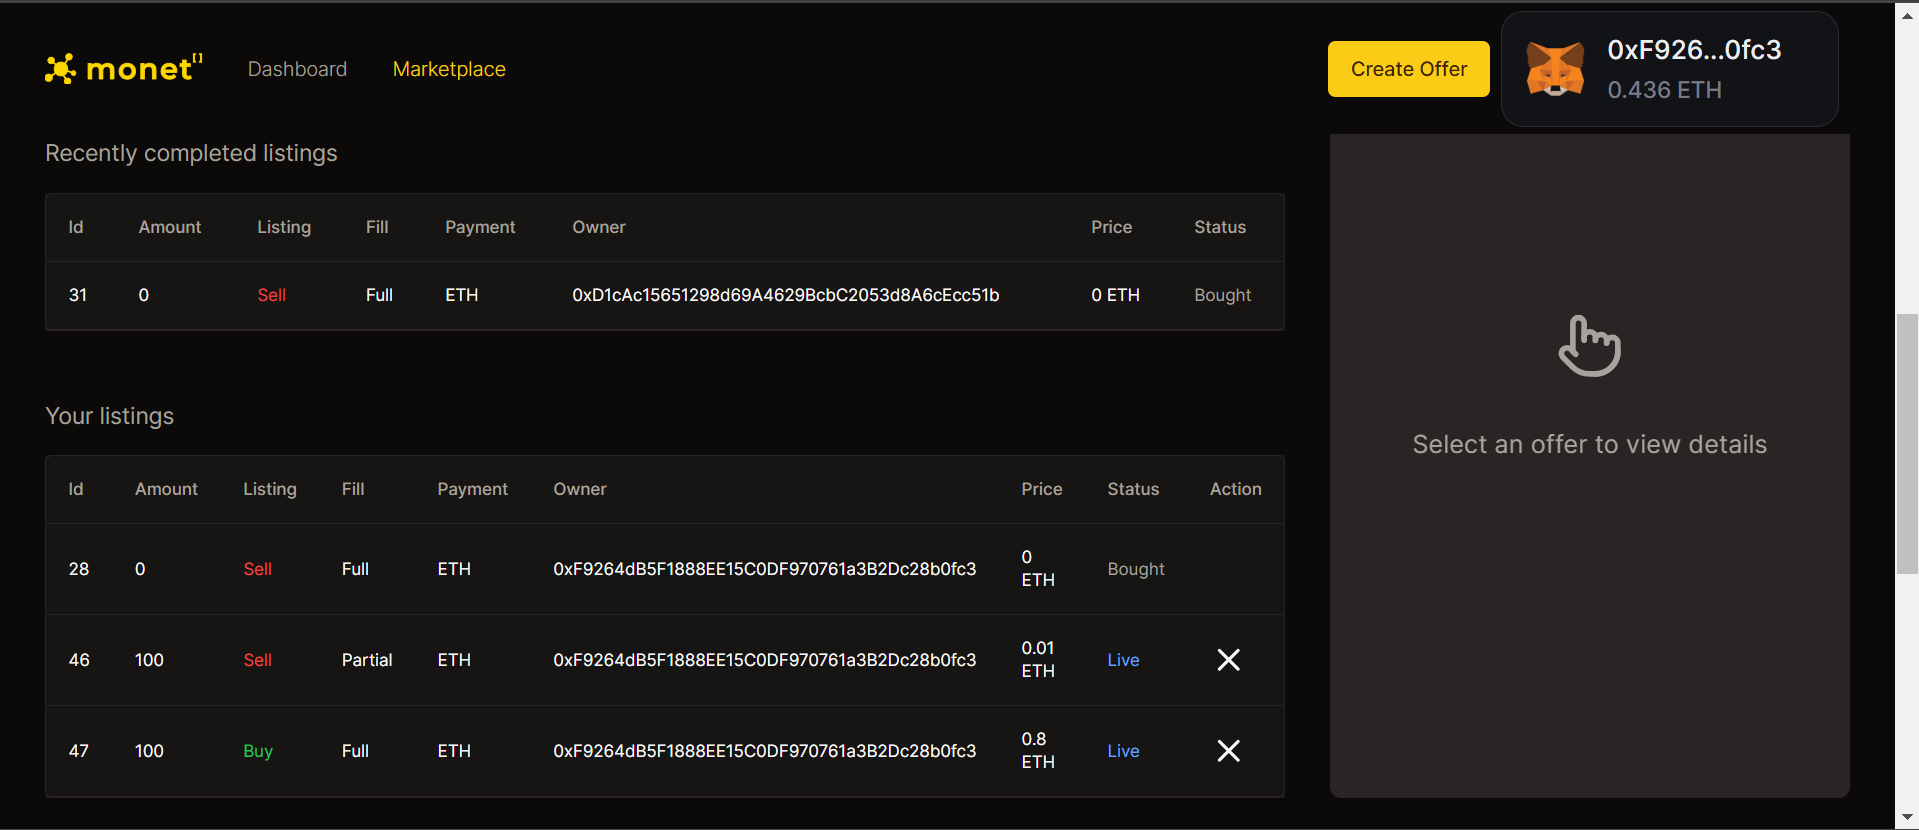 monet
Dashboard
Marketplace
Create Offer
0xF926...0fc3
0.436 ETH
Recently completed listings
Id Amount Listing Fill Payment Owner Price Status
31 0 Sell Full ETH 0xD1cAc15651298d69A4629BcbC2053d8A6cEcc51b 0 ETH Bought
Your listings
Id Amount Listing Fill Payment Owner Price Status Action
28 0 Sell Full ETH 0xF9264dB5F1888EE15C0DF970761a3B2Dc28b0fc3 0 ETH Bought
46 100 Sell Partial ETH 0xF9264dB5F1888EE15C0DF970761a3B2Dc28b0fc3 0.01 ETH Live
47 100 Buy Full ETH 0xF9264dB5F1888EE15C0DF970761a3B2Dc28b0fc3 0.8 ETH Live
Select an offer to view details